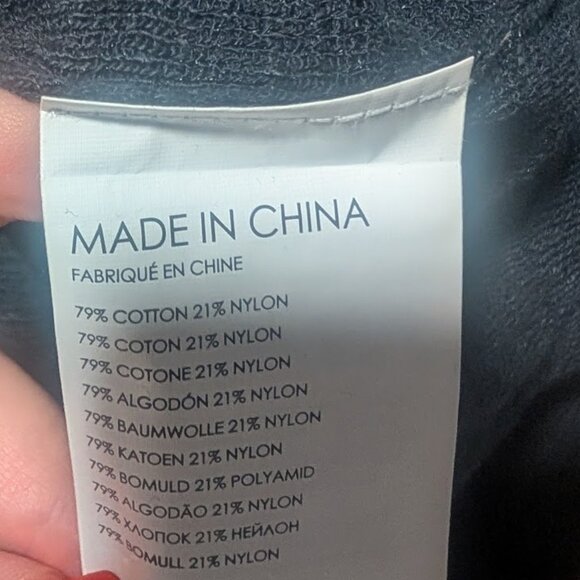 MADE IN CHINA
FABRIQUÉ EN CHINE
79% COTTON 21% NYLON
79% COTON 21% NYLON
79% COTONE 21% NYLON
79% ALGODÓN 21% NYLON
79% BAUMWOLLE 21% NYLON
79% KATOEN 21% NYLON
79% BOMULD 21% POLYAMID
79% ALGODÃO 21% NYLON
79% ХЛОПОК 21% НЕЙЛОН
79% BOMULL 21% NYLON